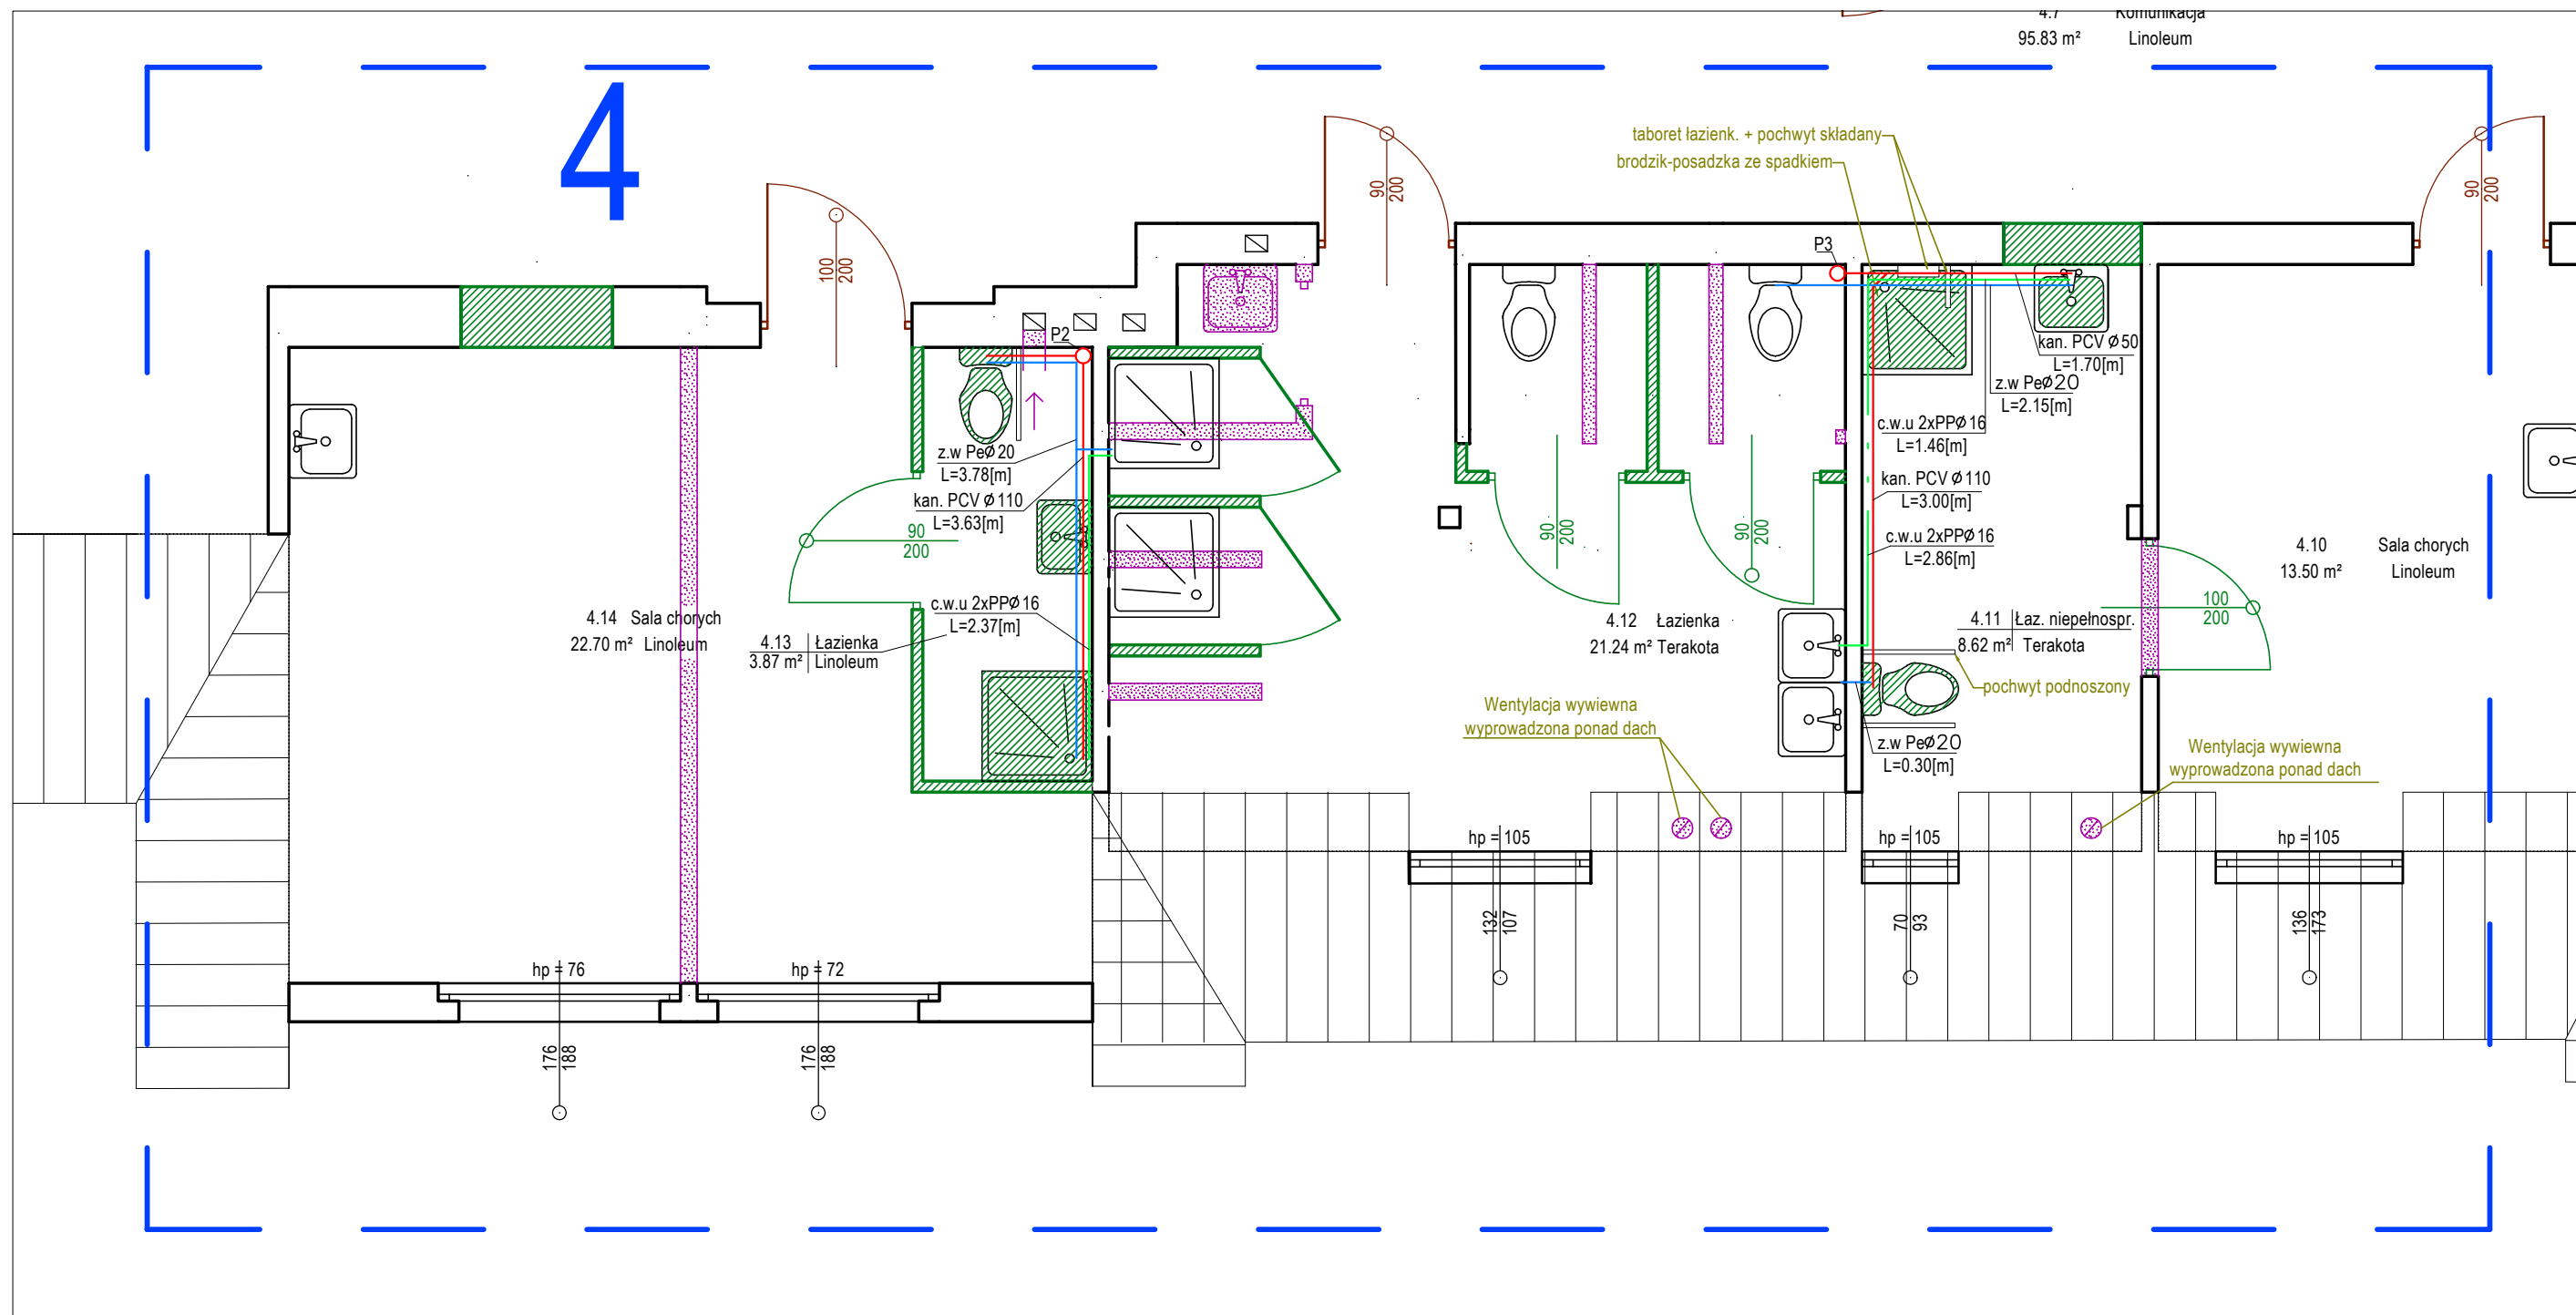 4.7 Komunikacja
95.83 m² Linoleum
4
taboret łazienk. + pochwyt składany
brodzik-posadzka ze spadkiem
90
200
90
200
100
200
P3
P2
kan. PCV Ø50
L=1.70[m]
z.w PeØ20
L=2.15[m]
c.w.u 2xPPØ16
L=1.46[m]
z.w PeØ20
L=3.78[m]
kan. PCV Ø110
L=3.63[m]
kan. PCV Ø110
L=3.00[m]
90
200
90
200
90
200
c.w.u 2xPPØ16
L=2.86[m]
4.10 Sala chorych
13.50 m² Linoleum
c.w.u 2xPPØ16
L=2.37[m]
100
200
4.14 Sala chorych
22.70 m² Linoleum
4.13 Łazienka
3.87 m² Linoleum
4.12 Łazienka
21.24 m² Terakota
4.11 Łaz. niepełnospr.
8.62 m² Terakota
pochwyt podnoszony
Wentylacja wywiewna
wyprowadzona ponad dach
z.w PeØ20
L=0.30[m]
Wentylacja wywiewna
wyprowadzona ponad dach
hp = 105
hp = 105
hp = 105
132
107
70
93
136
173
hp = 76
hp = 72
176
188
176
188